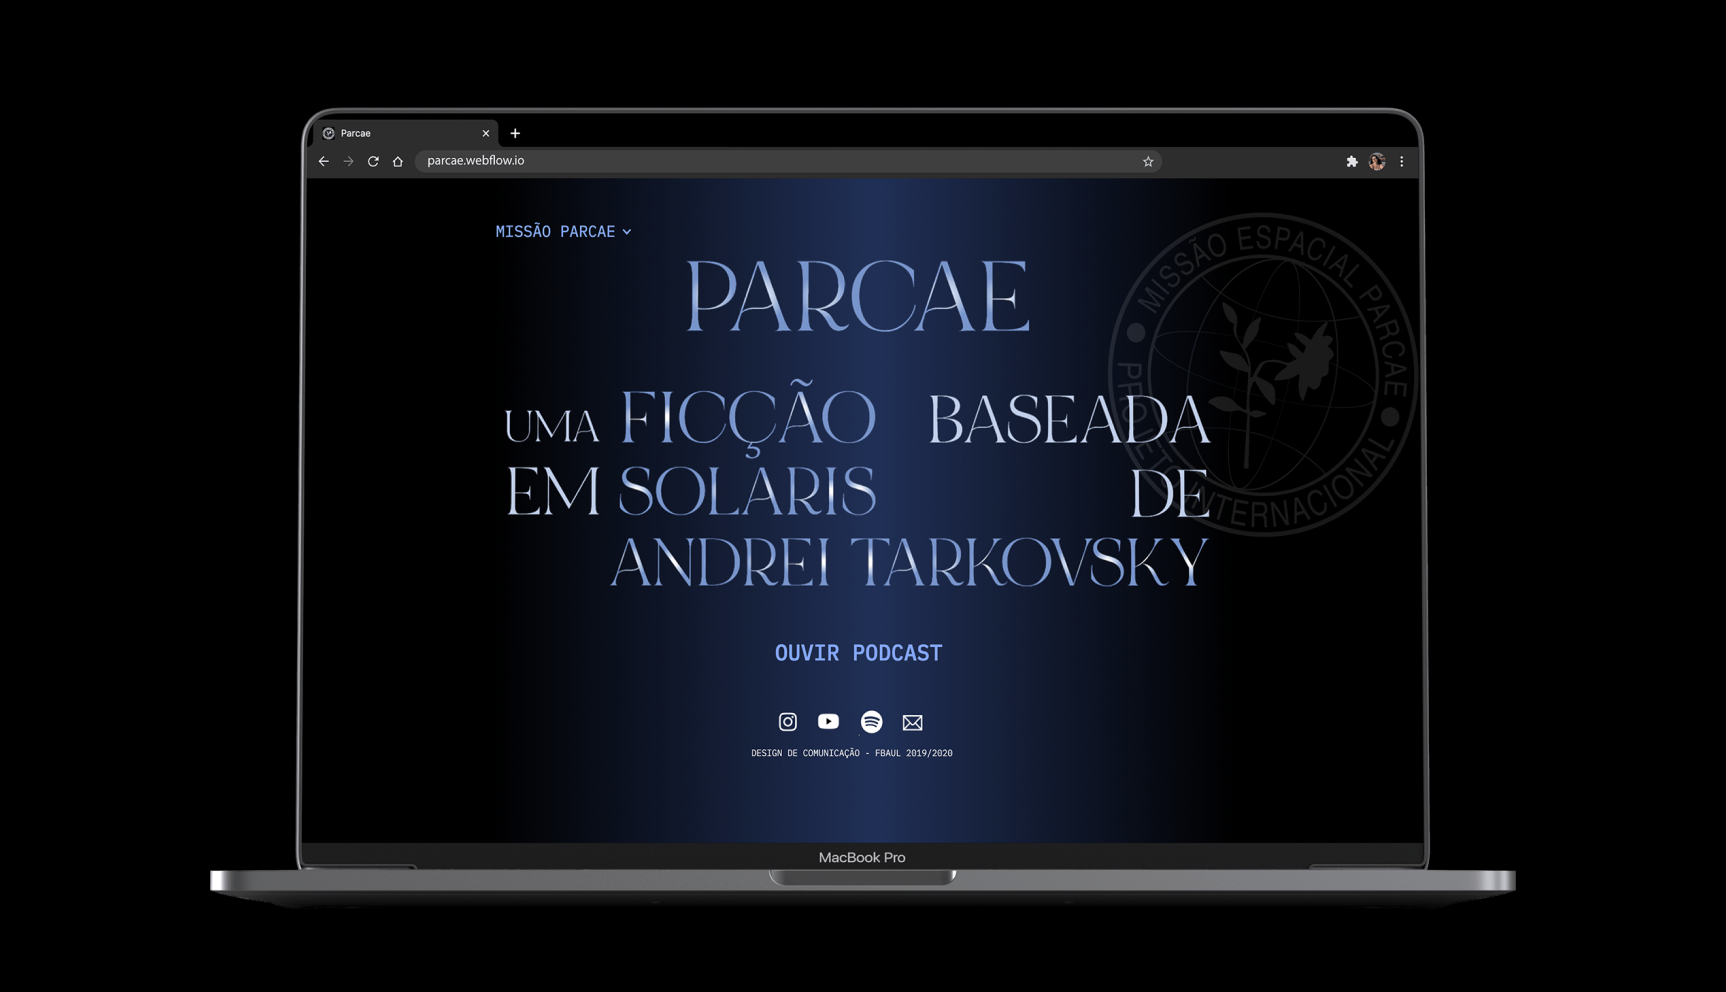 Parcae
parcae.webflow.io
MISSÃO PARCAE
PARCAE
MISSÃO ESPACIAL PARCAE
PROJETO INTERNACIONAL
UMA FICÇÃO BASEADA
EM SOLARIS DE
ANDREI TARKOVSKY
OUVIR PODCAST
DESIGN DE COMUNICAÇÃO - FBAUL 2019/2020
MacBook Pro